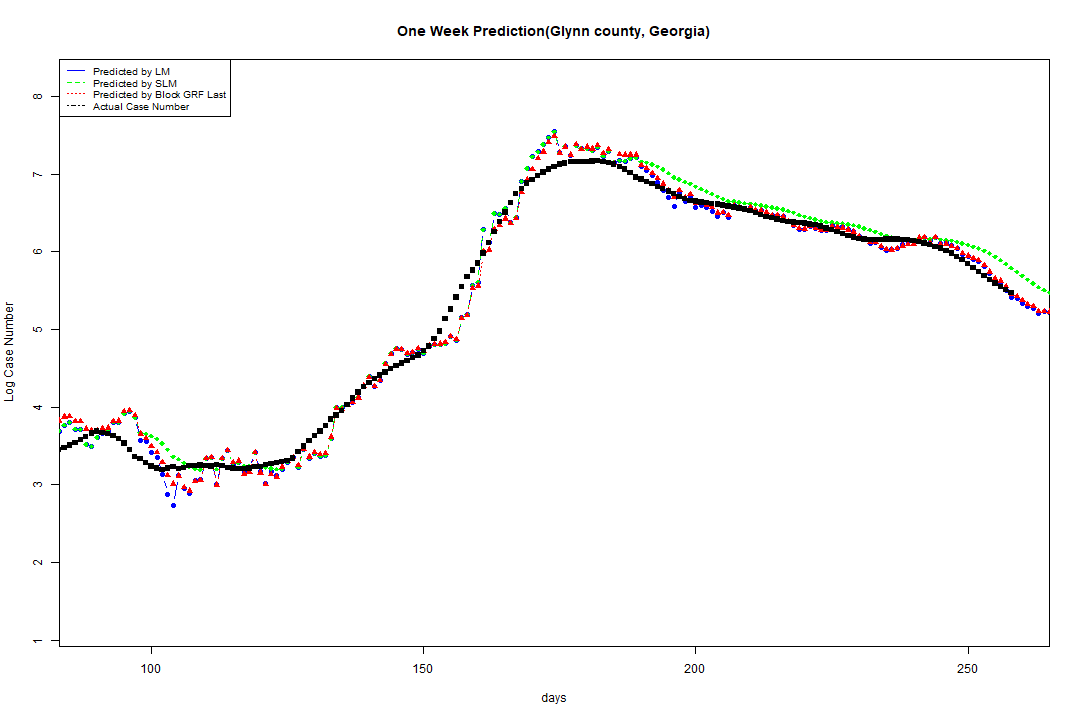 One Week Prediction(Glynn county, Georgia)
Predicted by LM
Predicted by SLM
Predicted by Block GRF Last
Actual Case Number
8
7
6
5
4
3
2
1
Log Case Number
100 150 200 250
days